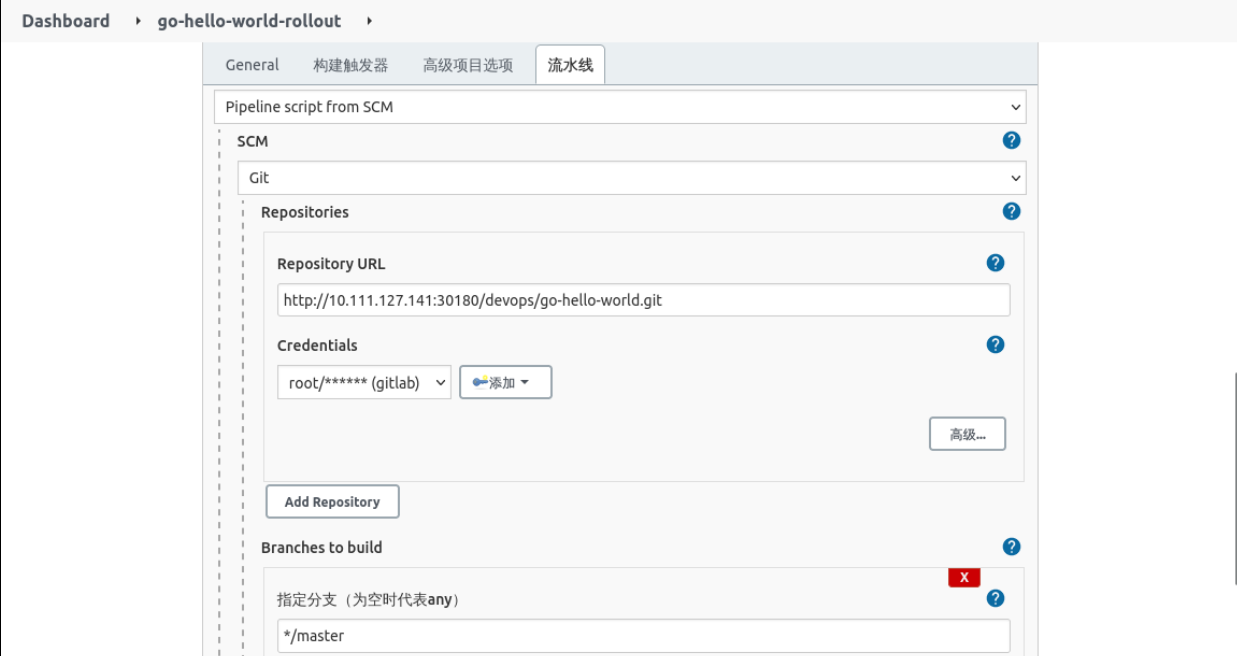 Dashboard go-hello-world-rollout
General 构建触发器 高级项目选项 流水线
Pipeline script from SCM
SCM
Git
Repositories
Repository URL
http://10.111.127.141:30180/devops/go-hello-world.git
Credentials
root/****** (gitlab) 添加
高级...
Add Repository
Branches to build
X
指定分支（为空时代表any）
*/master